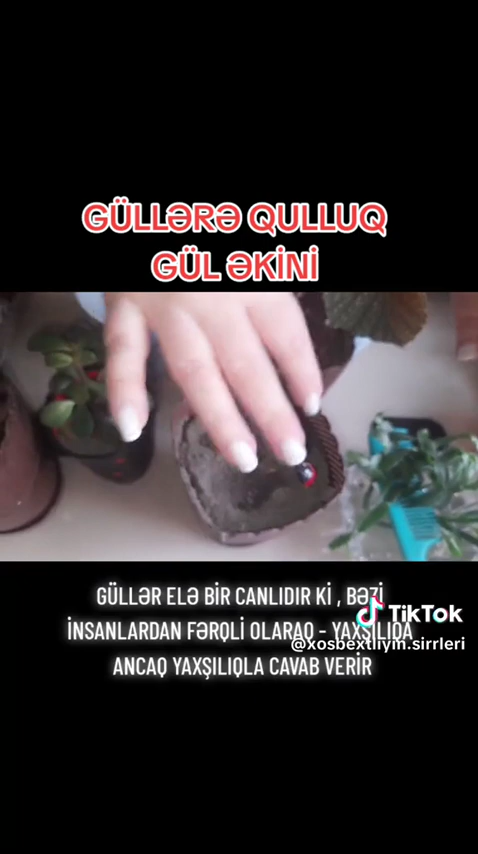 GÜLLƏRƏ QULLUQ
GÜL ƏKİNİ
GÜLLƏR ELƏ BİR CANLIDIR Kİ , BƏZİ
İNSANLARDAN FƏRQLİ OLARAQ - YAXŞILIĞA
ANCAQ YAXŞILIQLA CAVAB VERİR
TikTok
@xosbextliyin.sirrleri